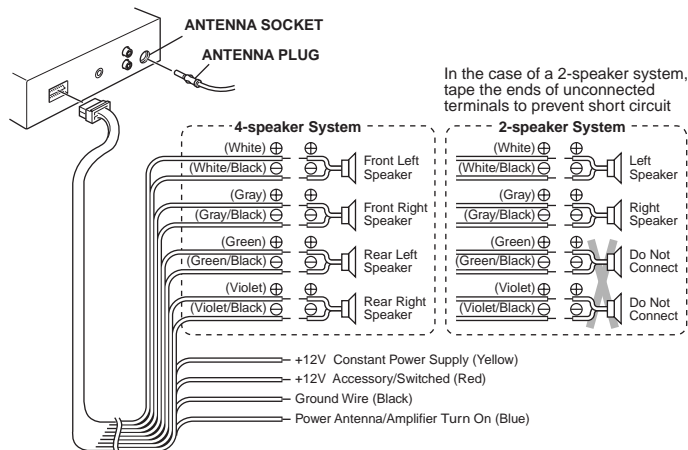 ANTENNA SOCKET
ANTENNA PLUG
In the case of a 2-speaker system,
tape the ends of unconnected
terminals to prevent short circuit
4-speaker System
(White) ⊕ ⊕
(White/Black) ⊖ ⊖
Front Left
Speaker
(Gray) ⊕ ⊕
(Gray/Black) ⊖ ⊖
Front Right
Speaker
(Green) ⊕ ⊕
(Green/Black) ⊖ ⊖
Rear Left
Speaker
(Violet) ⊕ ⊕
(Violet/Black) ⊖ ⊖
Rear Right
Speaker
2-speaker System
(White) ⊕ ⊕
(White/Black) ⊖ ⊖
Left
Speaker
(Gray) ⊕ ⊕
(Gray/Black) ⊖ ⊖
Right
Speaker
(Green) ⊕ ⊕
(Green/Black) ⊖ ⊖
Do Not
Connect
(Violet) ⊕ ⊕
(Violet/Black) ⊖ ⊖
Do Not
Connect
+12V Constant Power Supply (Yellow)
+12V Accessory/Switched (Red)
Ground Wire (Black)
Power Antenna/Amplifier Turn On (Blue)